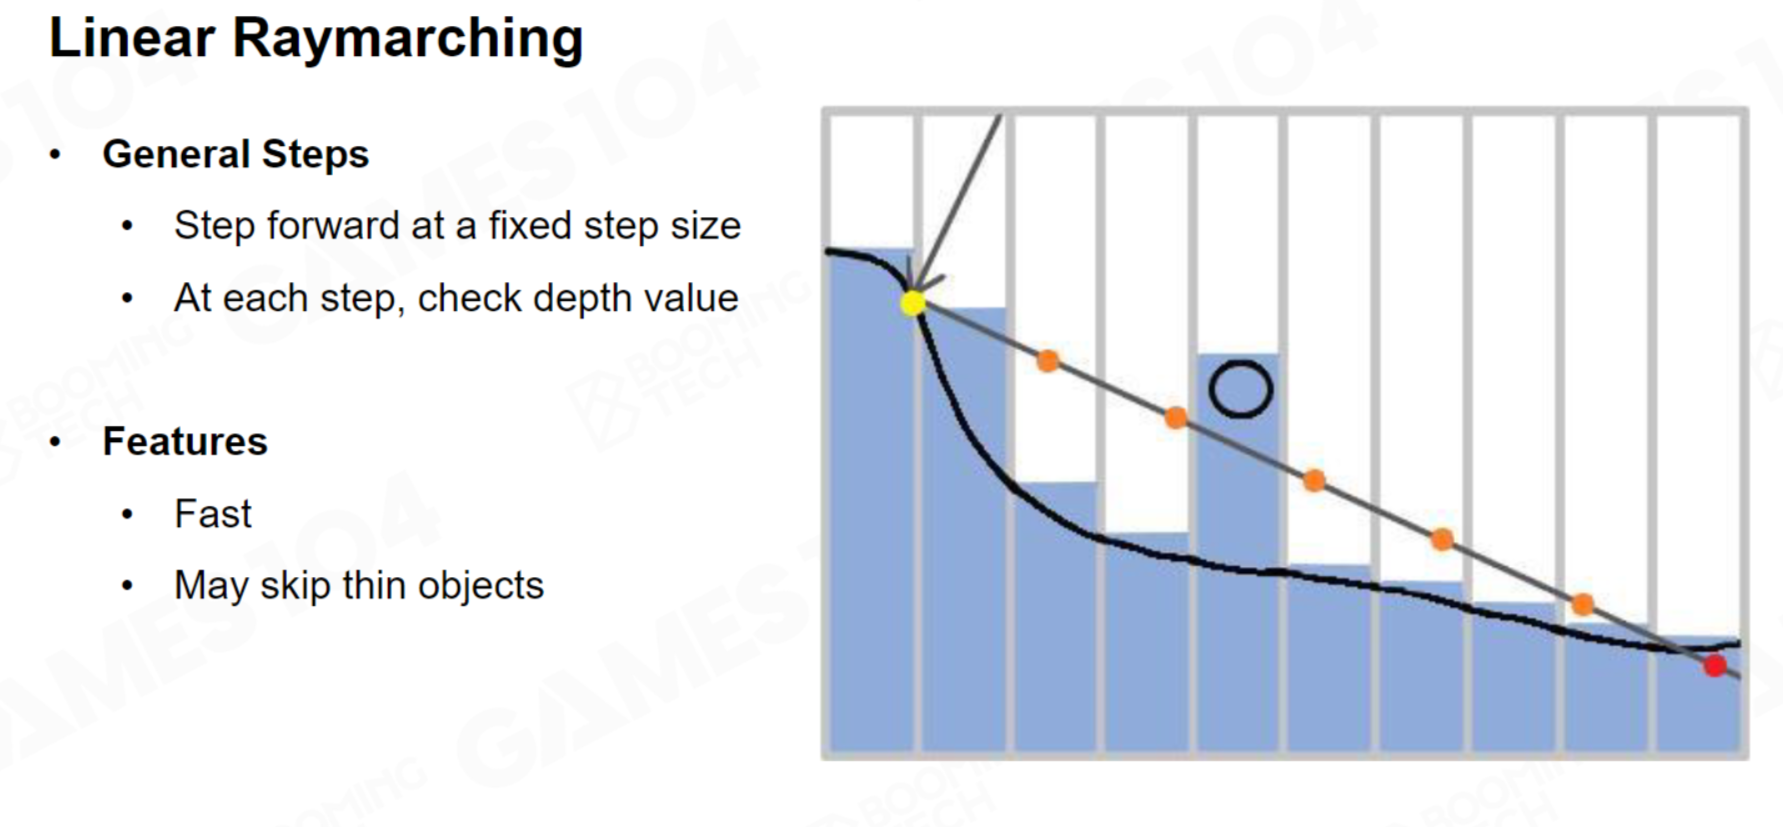 Linear Raymarching
• General Steps
• Step forward at a fixed step size
• At each step, check depth value
• Features
• Fast
• May skip thin objects
GAMES104
BOOMING
TECH